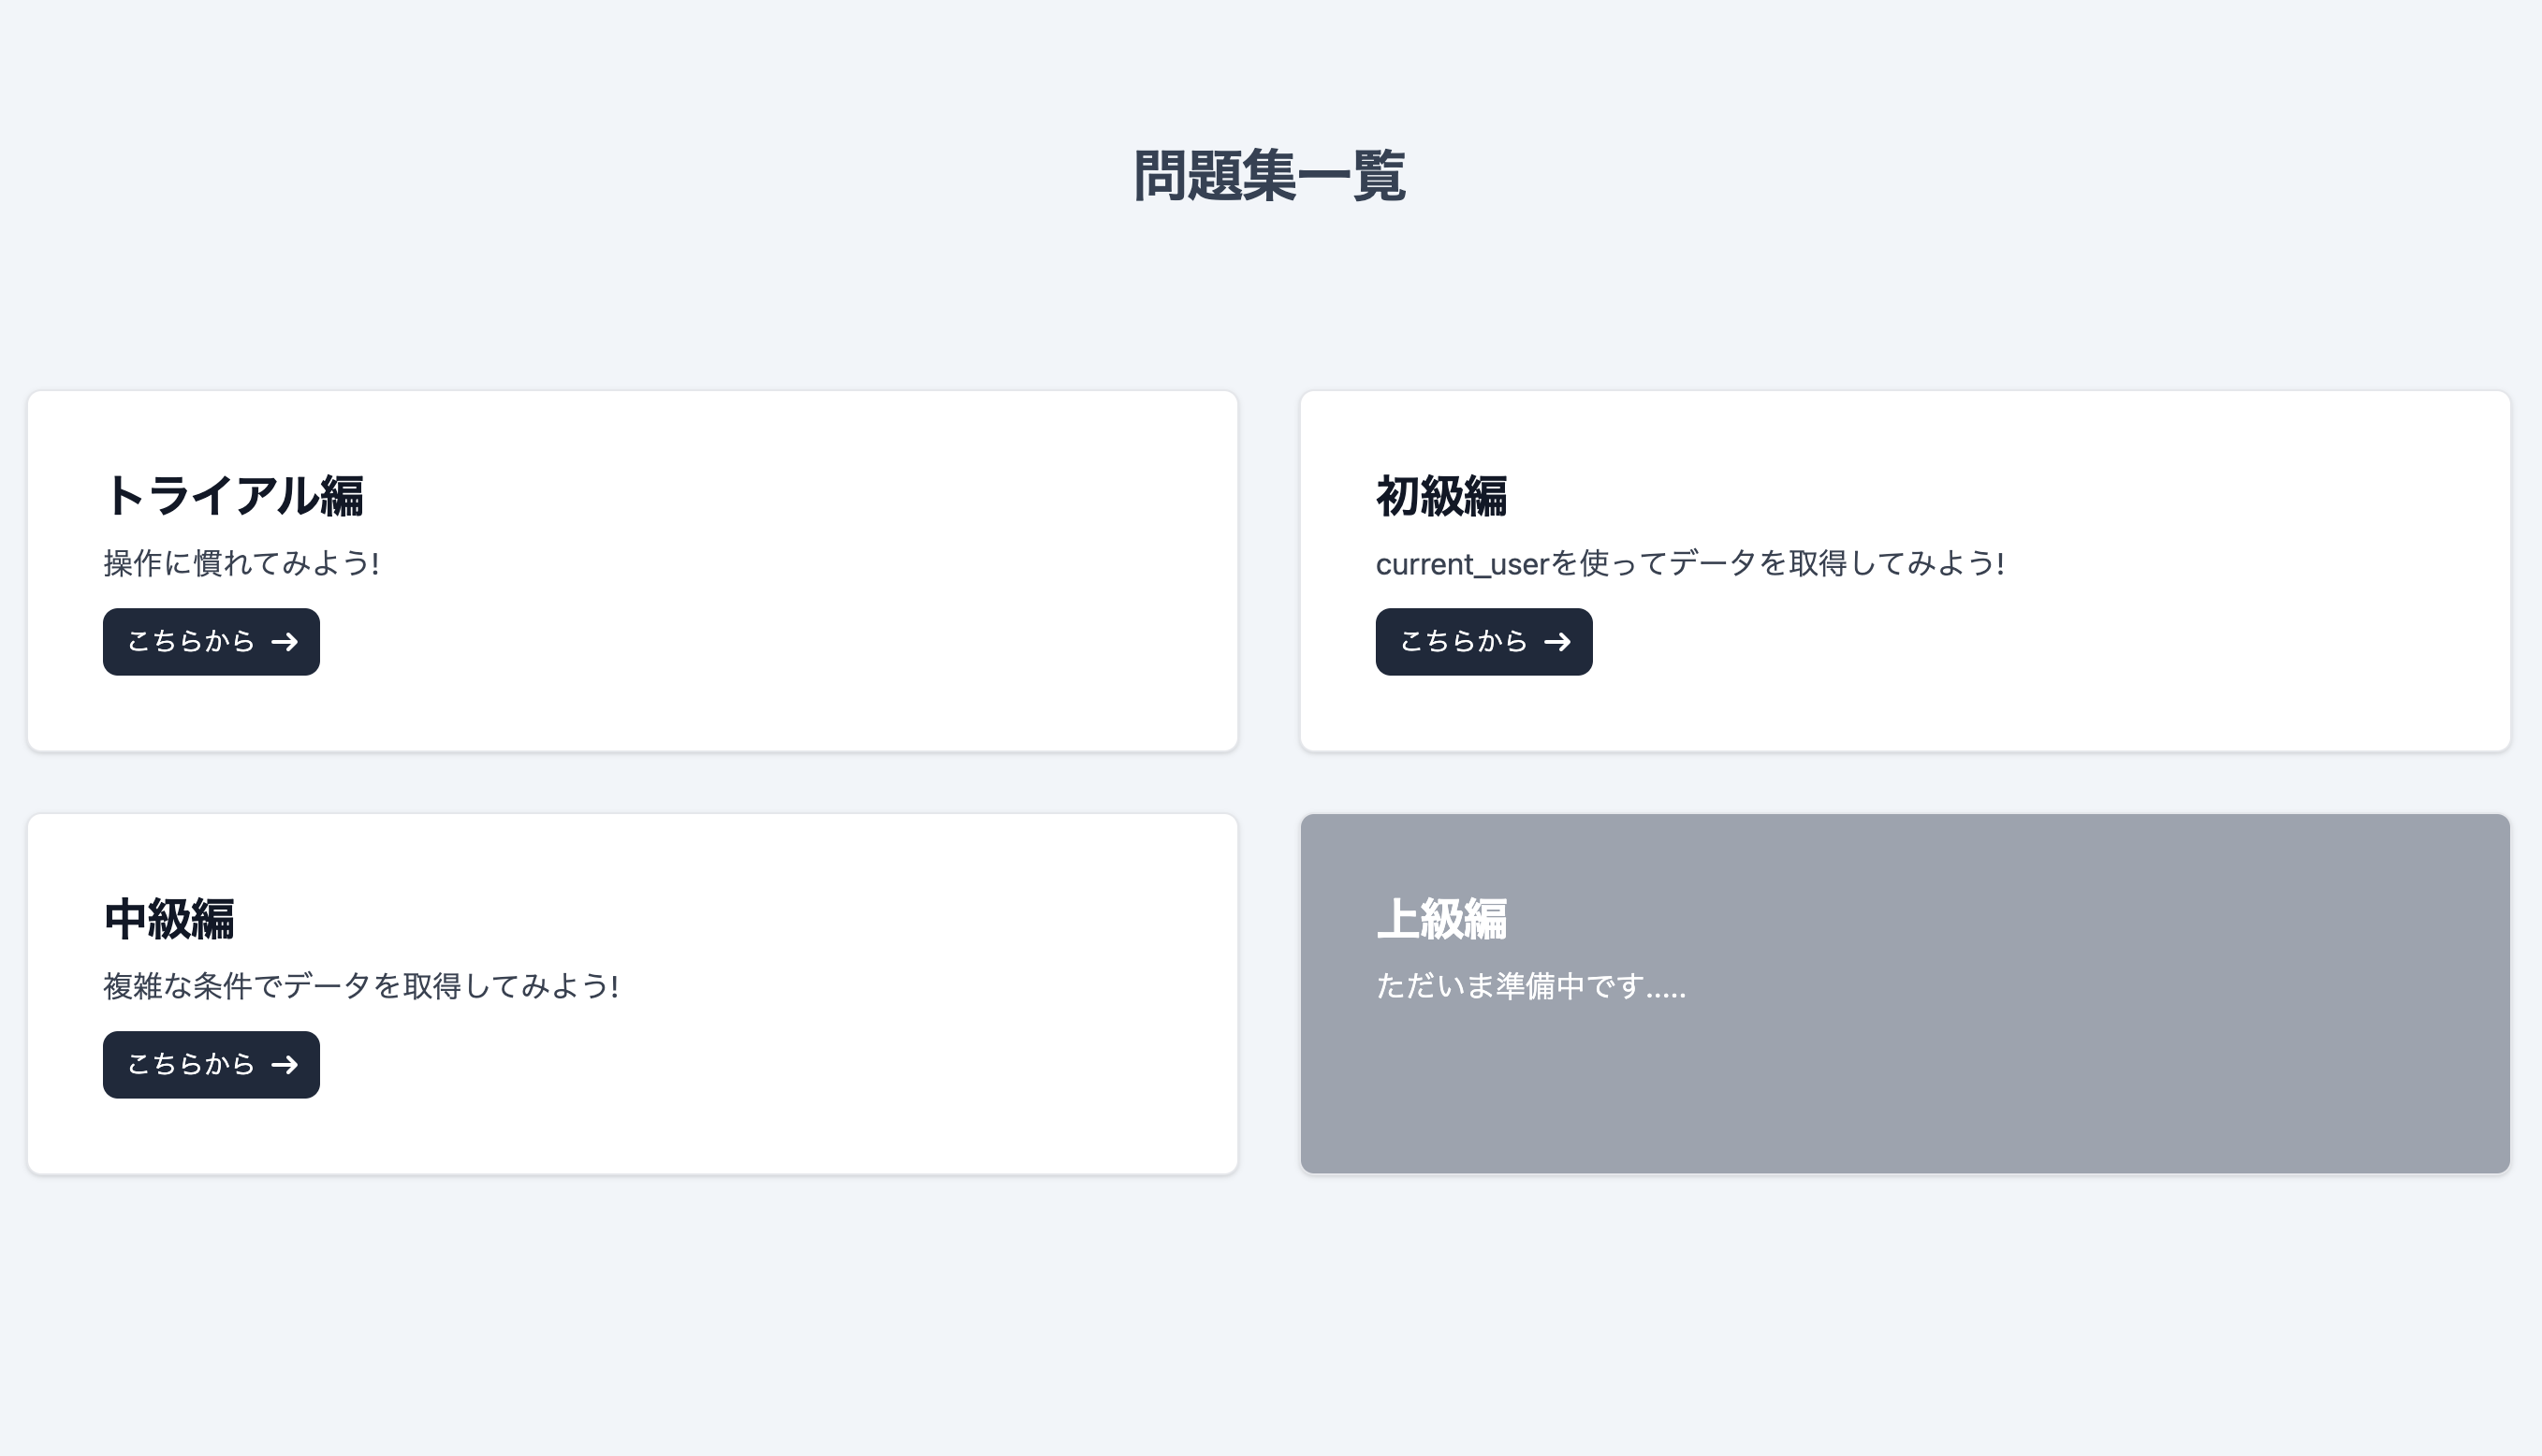 問題集一覧
トライアル編
操作に慣れてみよう!
こちらから →
初級編
current_userを使ってデータを取得してみよう!
こちらから →
中級編
複雑な条件でデータを取得してみよう!
こちらから →
上級編
ただいま準備中です.....